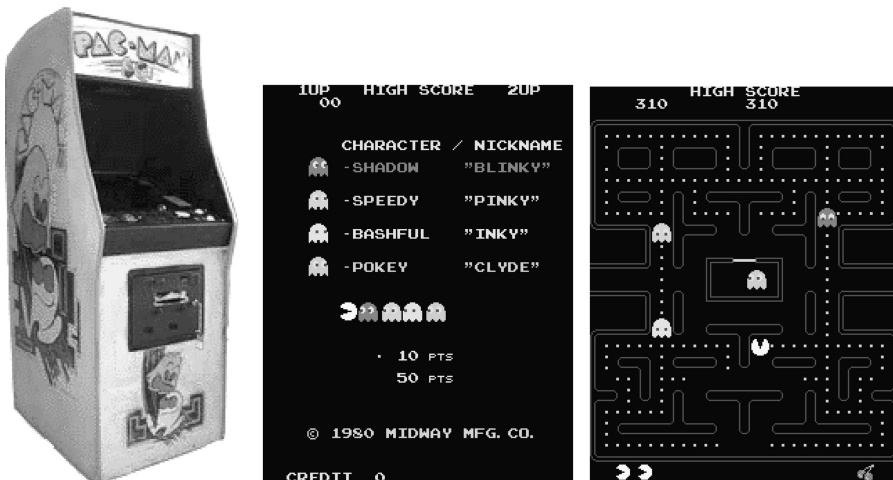 PAC-MAN
1UP HIGH SCORE 2UP
00
CHARACTER / NICKNAME
-SHADOW "BLINKY"
-SPEEDY "PINKY"
-BASHFUL "INKY"
-POKEY "CLYDE"
· 10 PTS
50 PTS
© 1980 MIDWAY MFG. CO.
CREDIT 0
HIGH SCORE
310 310